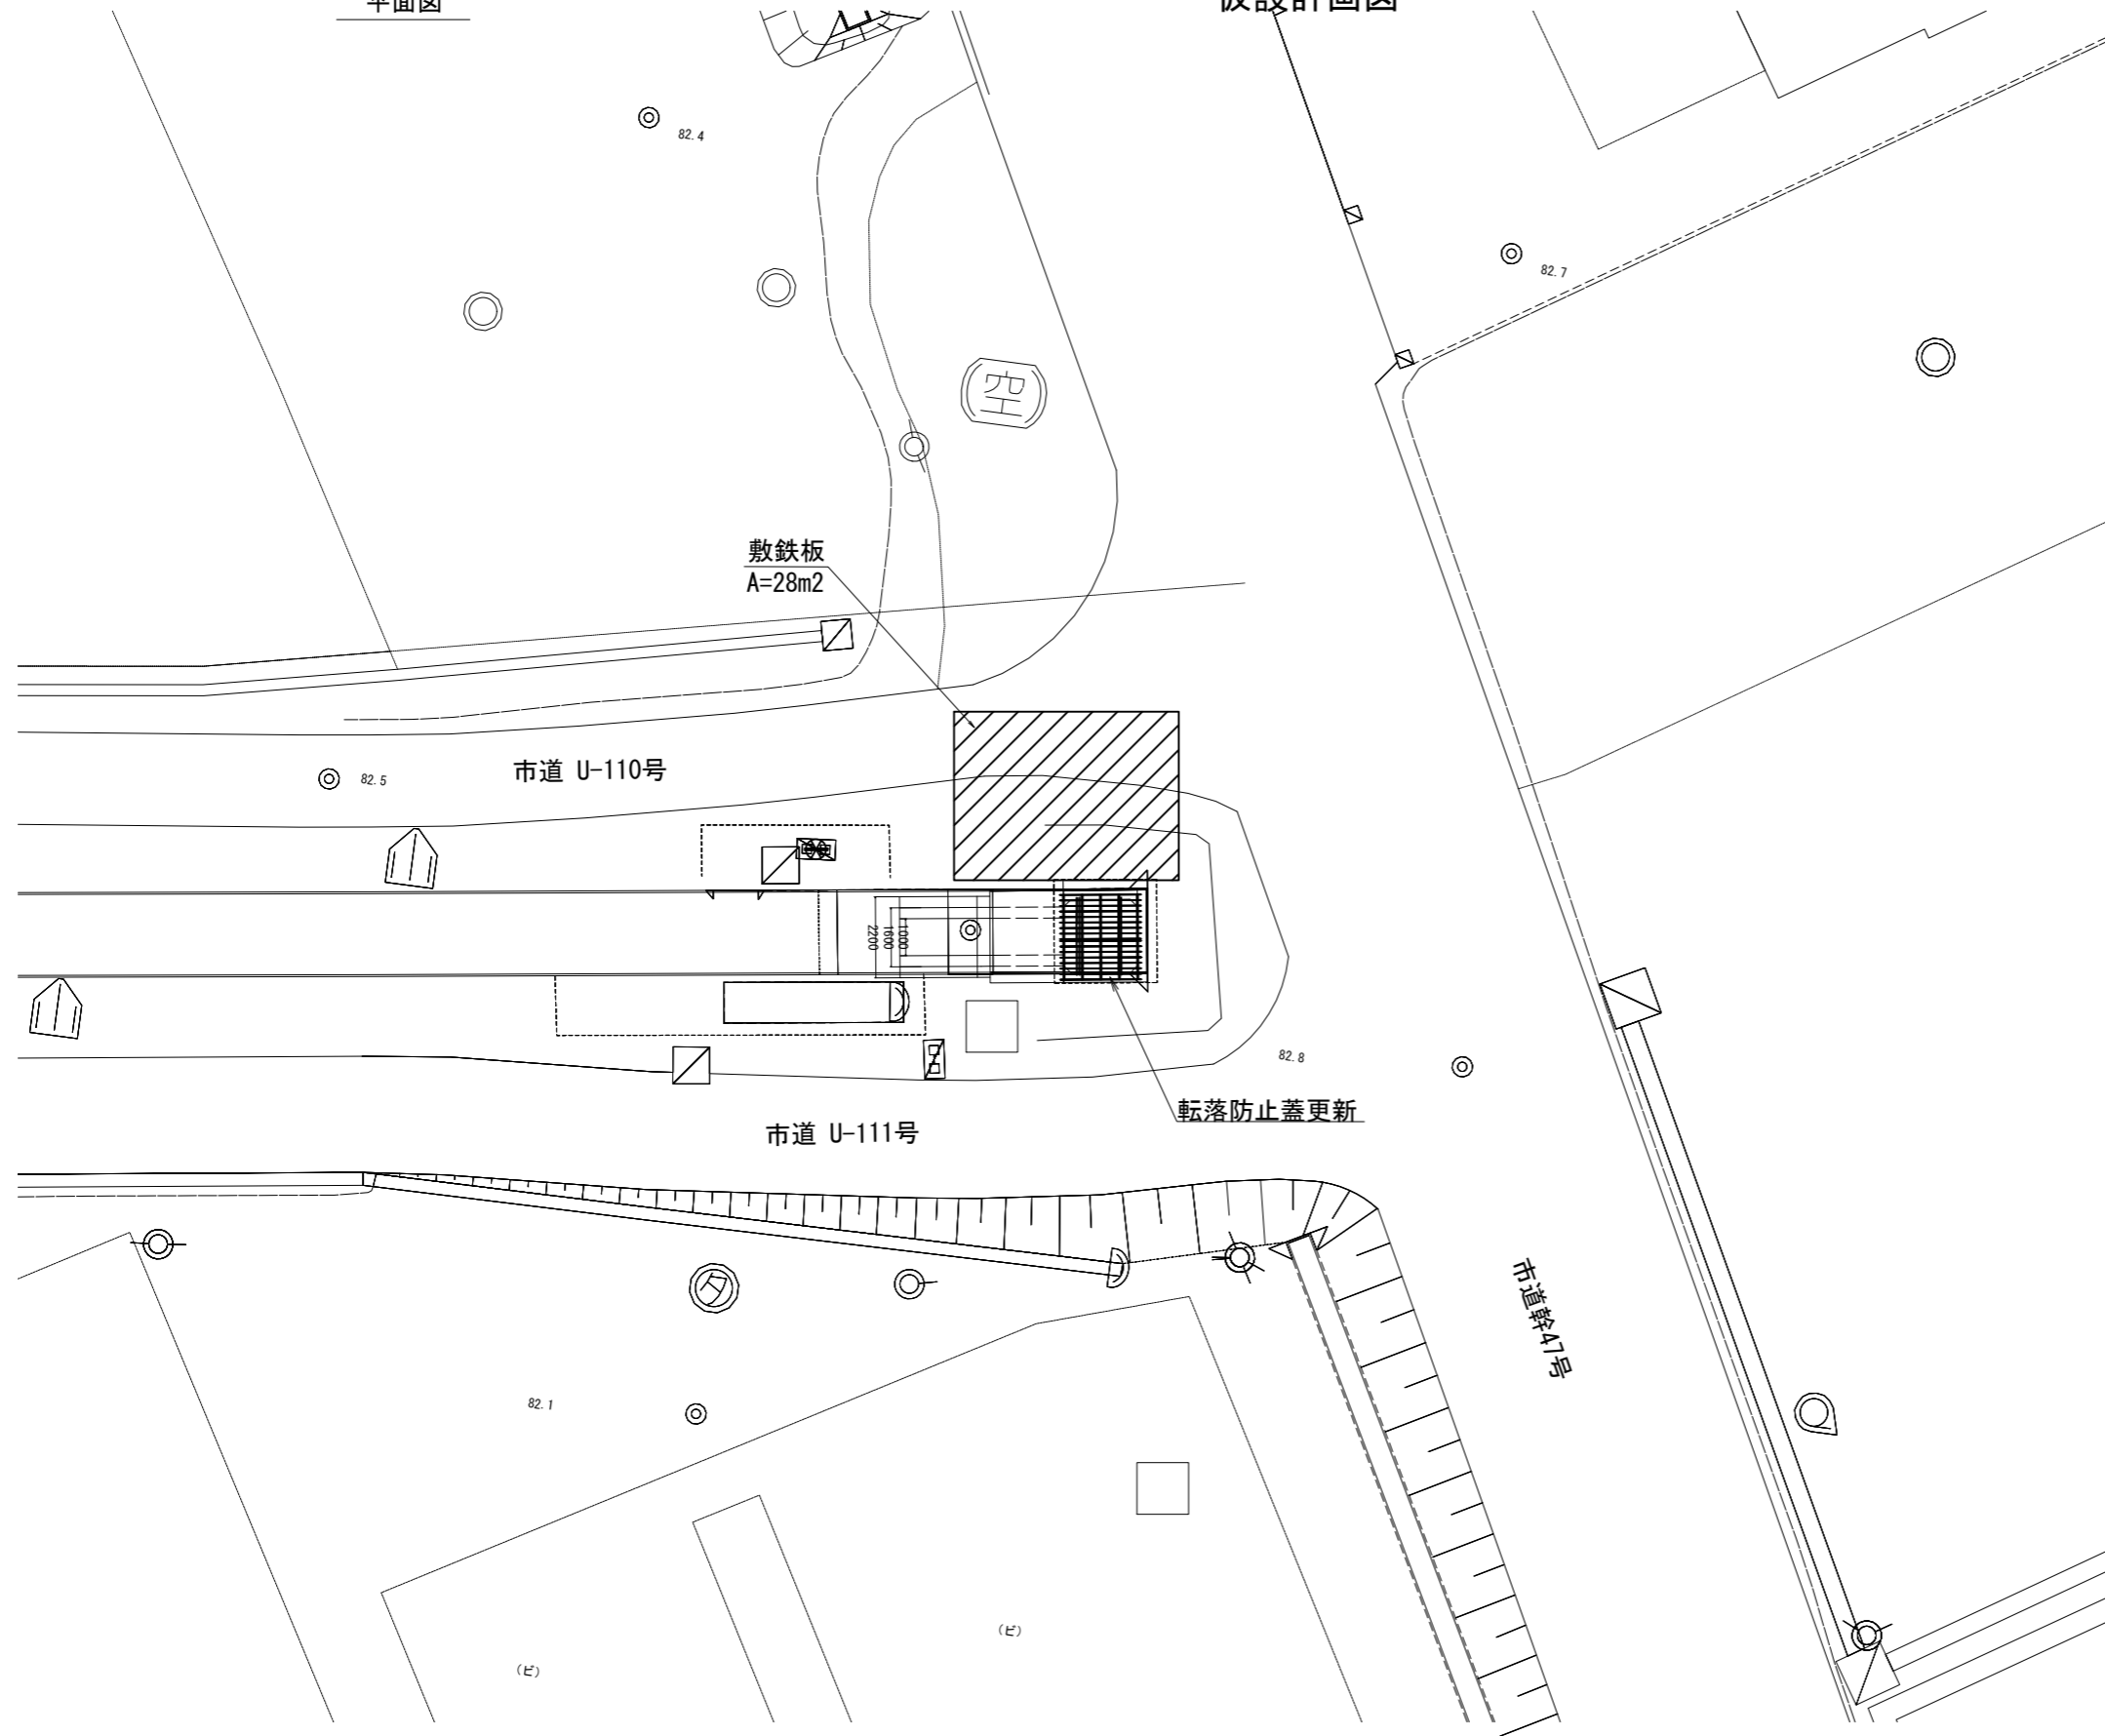 平面図
仮設計画図
82.4
82.7
空
敷鉄板
A=28m2
市道 U-110号
82.5
2200
1600
1000
82.8
転落防止蓋更新
市道 U-111号
市道幹47号
82.1
(ビ)
(ビ)